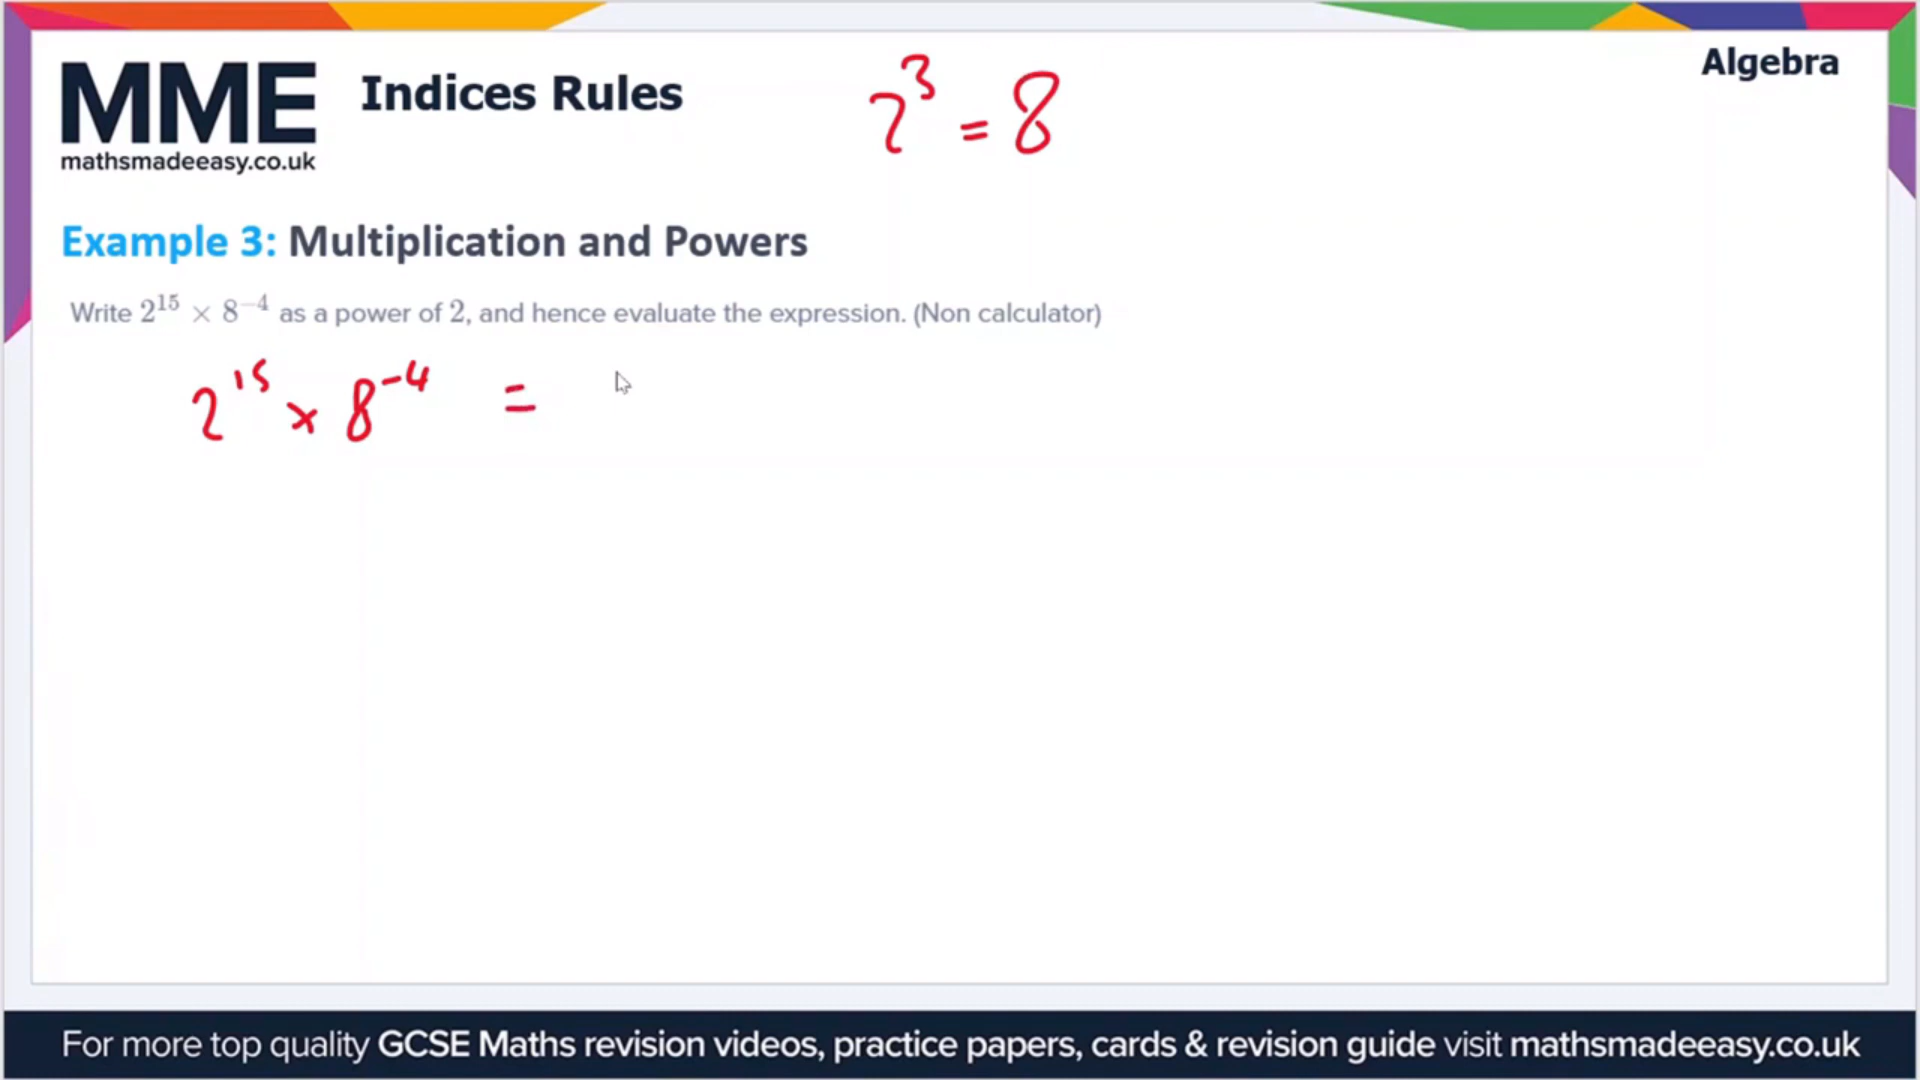 MME
mathsmadeeasy.co.uk
Indices Rules
2³ = 8
Algebra
Example 3: Multiplication and Powers
Write 2¹⁵ × 8⁻⁴ as a power of 2, and hence evaluate the expression. (Non calculator)
2¹⁵ × 8⁻⁴ =
For more top quality GCSE Maths revision videos, practice papers, cards & revision guide visit mathsmadeeasy.co.uk